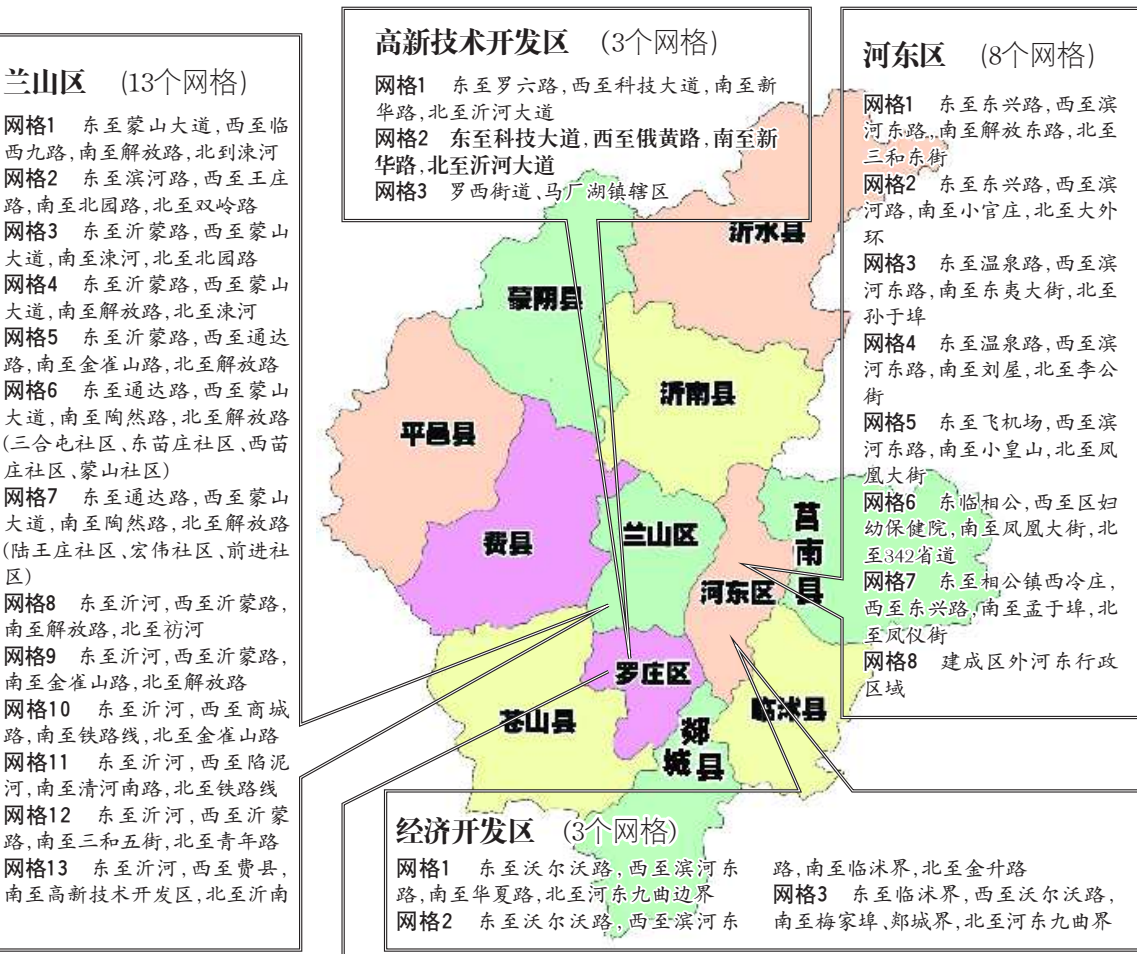 兰山区 (13个网格)
网格1 东至蒙山大道,西至临
西九路,南至解放路,北到涑河
网格2 东至滨河路,西至王庄
路,南至北园路,北至双岭路
网格3 东至沂蒙路,西至蒙山
大道,南至涑河,北至北园路
网格4 东至沂蒙路,西至蒙山
大道,南至解放路,北至涑河
网格5 东至沂蒙路,西至通达
路,南至金雀山路,北至解放路
网格6 东至通达路,西至蒙山
大道,南至陶然路,北至解放路
(三合屯社区、东苗庄社区、西苗
庄社区、蒙山社区)
网格7 东至通达路,西至蒙山
大道,南至陶然路,北至解放路
(陆王庄社区、宏伟社区、前进社
区)
网格8 东至沂河,西至沂蒙路,
南至解放路,北至祊河
网格9 东至沂河,西至沂蒙路,
南至金雀山路,北至解放路
网格10 东至沂河,西至商城
路,南至铁路线,北至金雀山路
网格11 东至沂河,西至陷泥
河,南至清河南路,北至铁路线
网格12 东至沂河,西至沂蒙
路,南至三和五街,北至青年路
网格13 东至沂河,西至费县,
南至高新技术开发区,北至沂南
高新技术开发区 (3个网格)
网格1 东至罗六路,西至科技大道,南至新
华路,北至沂河大道
网格2 东至科技大道,西至俄黄路,南至新
华路,北至沂河大道
网格3 罗西街道、马厂湖镇辖区
河东区 (8个网格)
网格1 东至东兴路,西至滨
河东路,南至解放东路,北至
三和东街
网格2 东至东兴路,西至滨
河路,南至小官庄,北至大外
环
网格3 东至温泉路,西至滨
河东路,南至东夷大街,北至
孙于埠
网格4 东至温泉路,西至滨
河东路,南至刘屋,北至李公
街
网格5 东至飞机场,西至滨
河东路,南至小皇山,北至凤
凰大街
网格6 东临相公,西至区妇
幼保健院,南至凤凰大街,北
至342省道
网格7 东至相公镇西冷庄,
西至东兴路,南至孟于埠,北
至凤仪街
网格8 建成区外河东行政
区域
沂水县
蒙阴县
沂南县
平邑县
费县
兰山区
莒南县
河东区
罗庄区
苍山县
临沭县
郯城县
经济开发区 (3个网格)
网格1 东至沃尔沃路,西至滨河东
路,南至华夏路,北至河东九曲边界
网格2 东至沃尔沃路,西至滨河东
路,南至临沭界,北至金升路
网格3 东至临沭界,西至沃尔沃路,
南至梅家埠、郯城界,北至河东九曲界